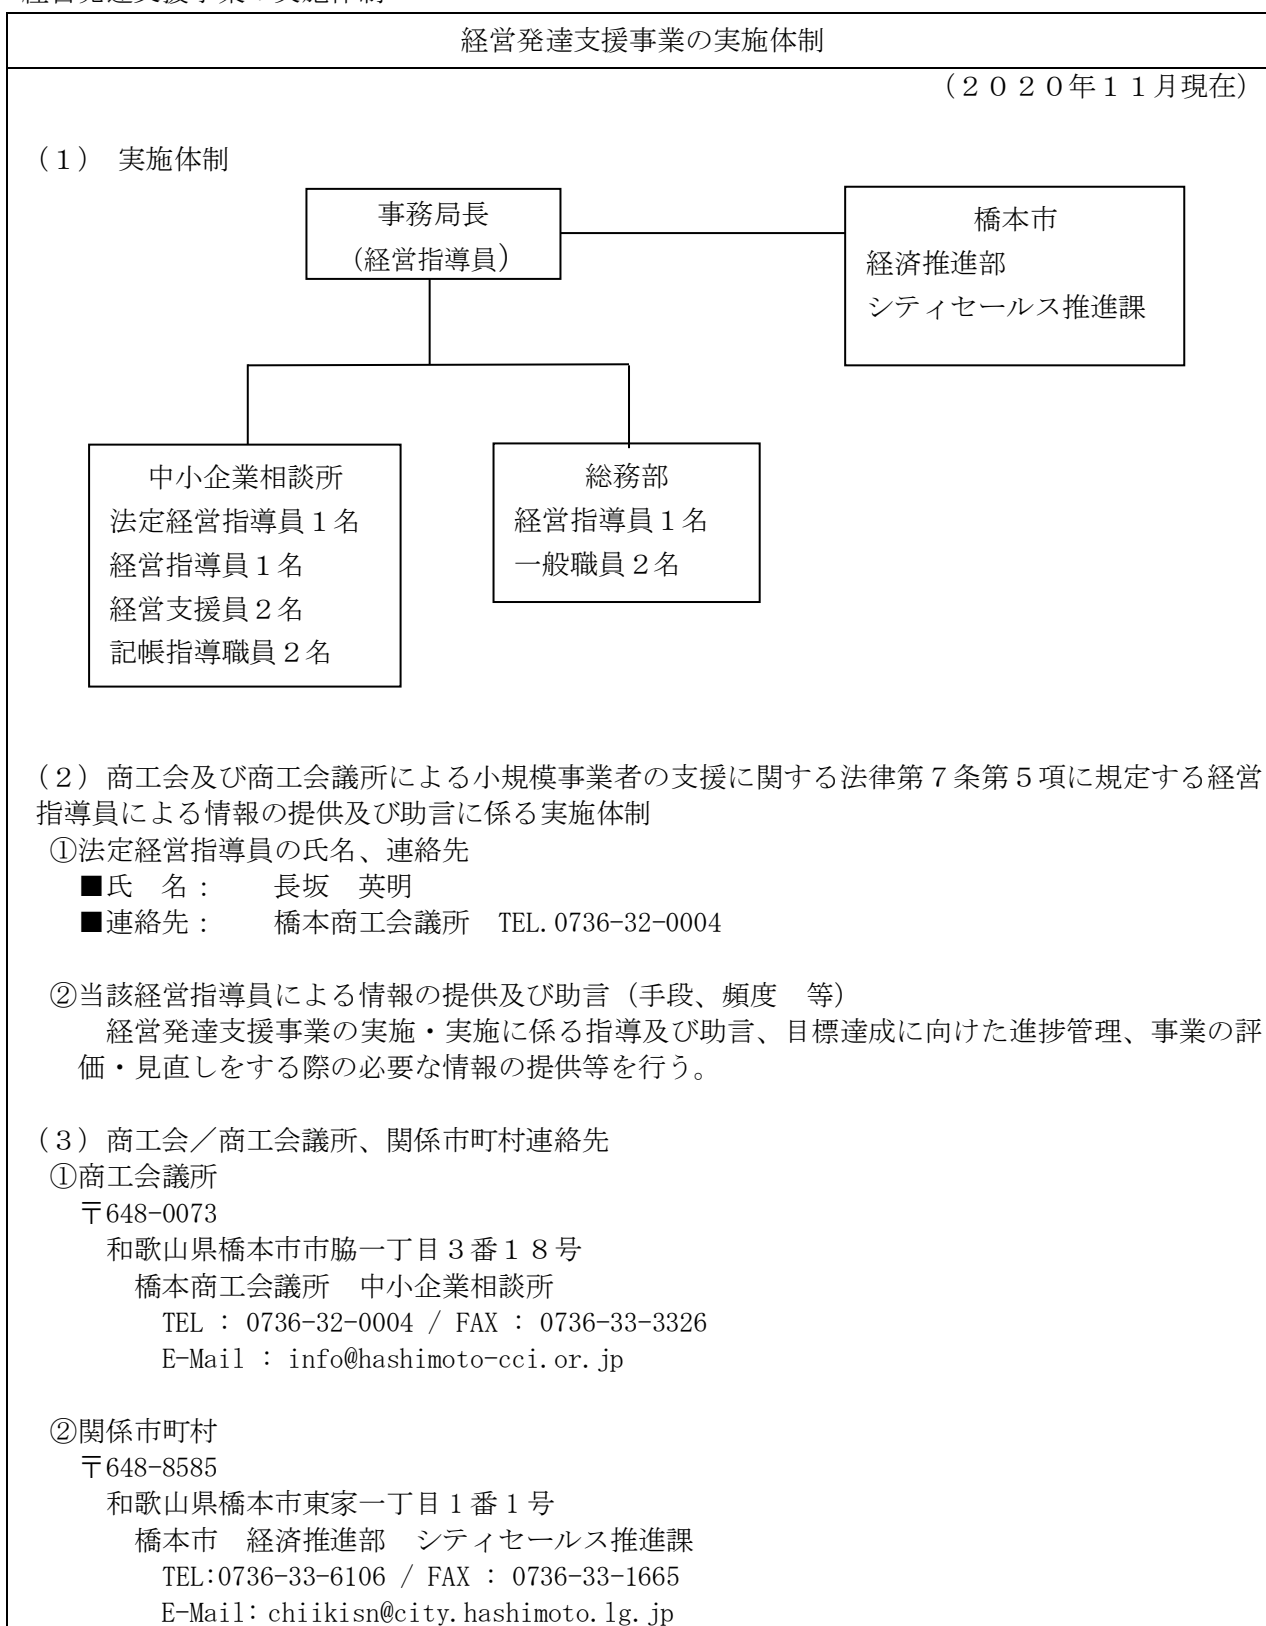 経営発達支援事業の実施体制
（２０２０年１１月現在）
（１） 実施体制
事務局長
（経営指導員）
橋本市
経済推進部
シティセールス推進課
中小企業相談所
法定経営指導員１名
経営指導員１名
経営支援員２名
記帳指導職員２名
総務部
経営指導員１名
一般職員２名
（２）商工会及び商工会議所による小規模事業者の支援に関する法律第７条第５項に規定する経営
指導員による情報の提供及び助言に係る実施体制
①法定経営指導員の氏名、連絡先
■氏　名：　　長坂　英明
■連絡先：　　橋本商工会議所　TEL.0736-32-0004
②当該経営指導員による情報の提供及び助言（手段、頻度　等）
経営発達支援事業の実施・実施に係る指導及び助言、目標達成に向けた進捗管理、事業の評
価・見直しをする際の必要な情報の提供等を行う。
（３）商工会／商工会議所、関係市町村連絡先
①商工会議所
〒648-0073
和歌山県橋本市市脇一丁目３番１８号
橋本商工会議所　中小企業相談所
TEL : 0736-32-0004 / FAX : 0736-33-3326
E-Mail : info@hashimoto-cci.or.jp
②関係市町村
〒648-8585
和歌山県橋本市東家一丁目１番１号
橋本市　経済推進部　シティセールス推進課
TEL:0736-33-6106 / FAX : 0736-33-1665
E-Mail: chiikisn@city.hashimoto.lg.jp